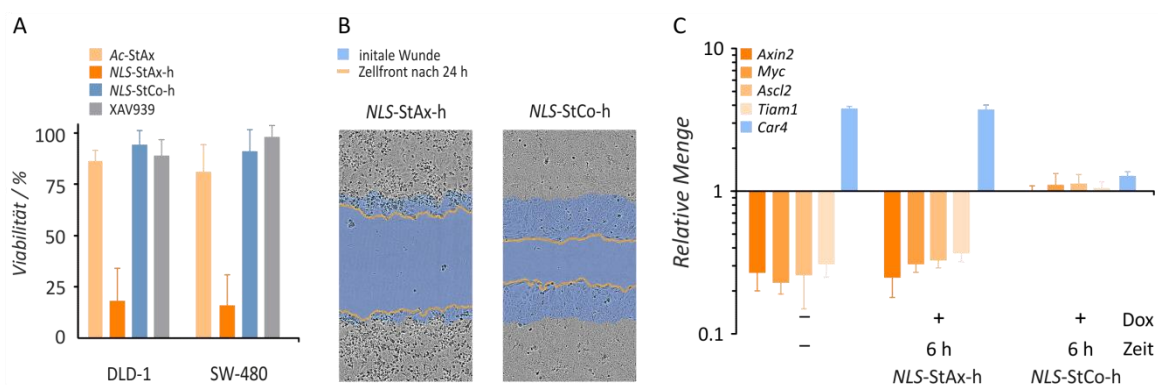 A
Ac-StAx
NLS-StAx-h
NLS-StCo-h
XAV939
Viabilität / %
100
75
50
25
0
DLD-1
SW-480
B
initale Wunde
Zellfront nach 24 h
NLS-StAx-h
NLS-StCo-h
C
Axin2
Myc
Ascl2
Tiam1
Car4
Relative Menge
10
1
0.1
– + + Dox
– 6 h 6 h Zeit
NLS-StAx-h NLS-StCo-h